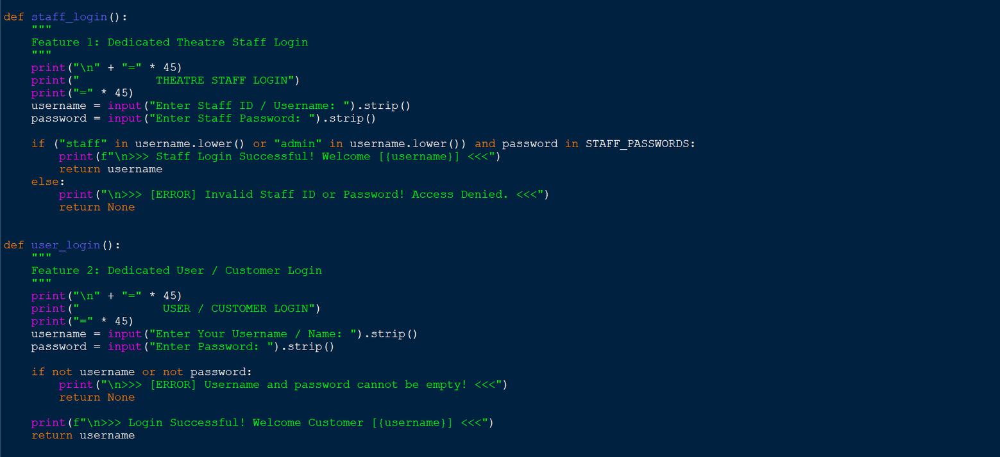 def staff_login():
    """
    Feature 1: Dedicated Theatre Staff Login
    """
    print("\n" + "=" * 45)
    print("           THEATRE STAFF LOGIN")
    print("=" * 45)
    username = input("Enter Staff ID / Username: ").strip()
    password = input("Enter Staff Password: ").strip()

    if ("staff" in username.lower() or "admin" in username.lower()) and password in STAFF_PASSWORDS:
        print(f"\n>>> Staff Login Successful! Welcome [{username}] <<<")
        return username
    else:
        print("\n>>> [ERROR] Invalid Staff ID or Password! Access Denied. <<<")
        return None


def user_login():
    """
    Feature 2: Dedicated User / Customer Login
    """
    print("\n" + "=" * 45)
    print("            USER / CUSTOMER LOGIN")
    print("=" * 45)
    username = input("Enter Your Username / Name: ").strip()
    password = input("Enter Password: ").strip()

    if not username or not password:
        print("\n>>> [ERROR] Username and password cannot be empty! <<<")
        return None

    print(f"\n>>> Login Successful! Welcome Customer [{username}] <<<")
    return username